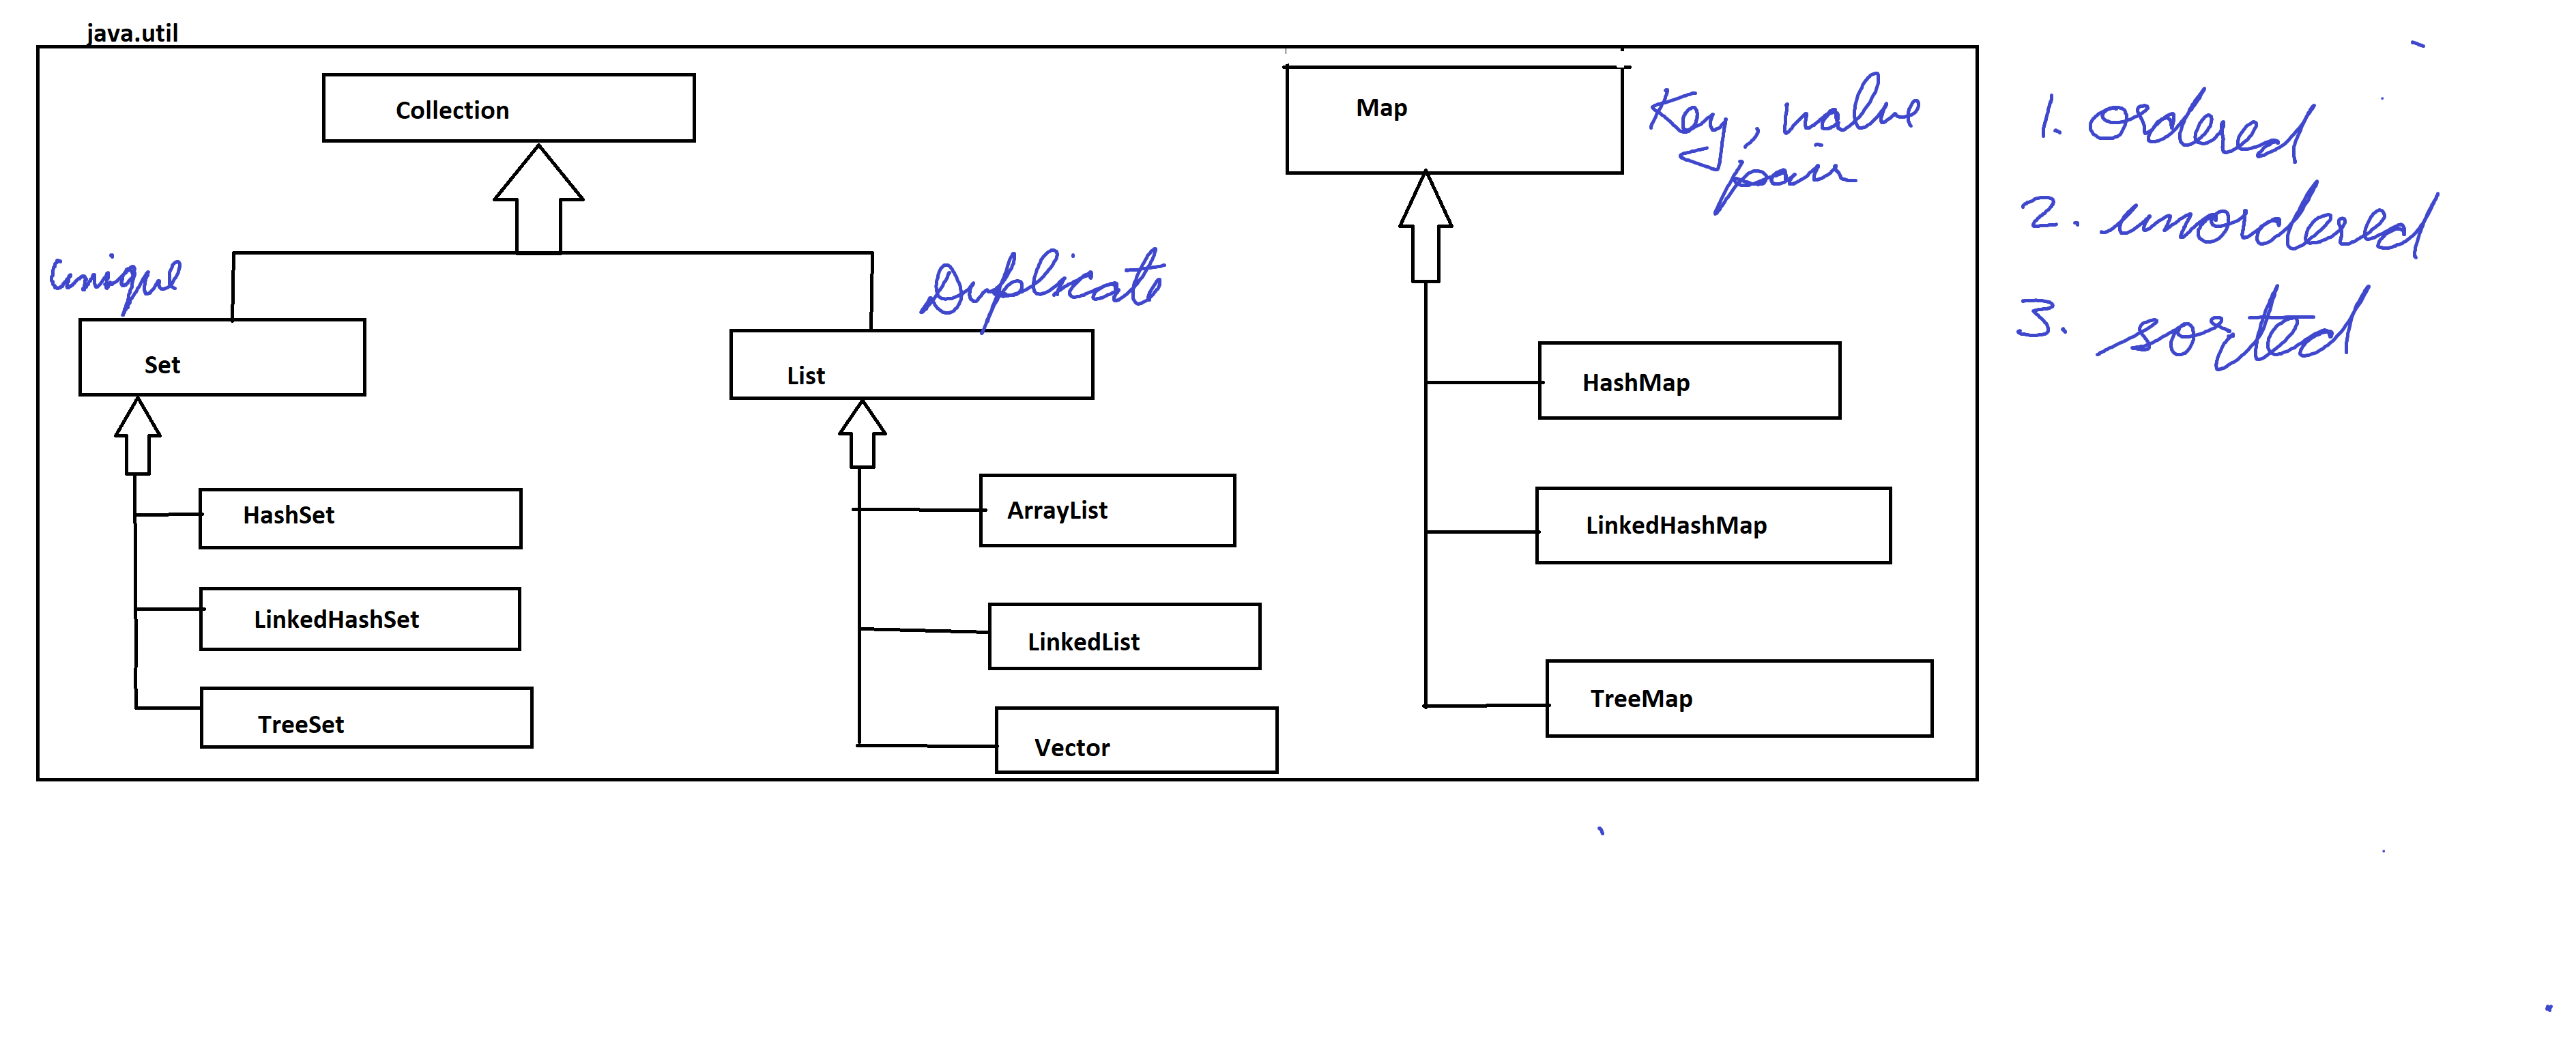 java.util
Collection
Map
Key, value
pair
1. ordered
2. unordered
3. sorted
unique
Duplicate
Set
List
HashMap
HashSet
ArrayList
LinkedHashMap
LinkedHashSet
LinkedList
TreeMap
TreeSet
Vector